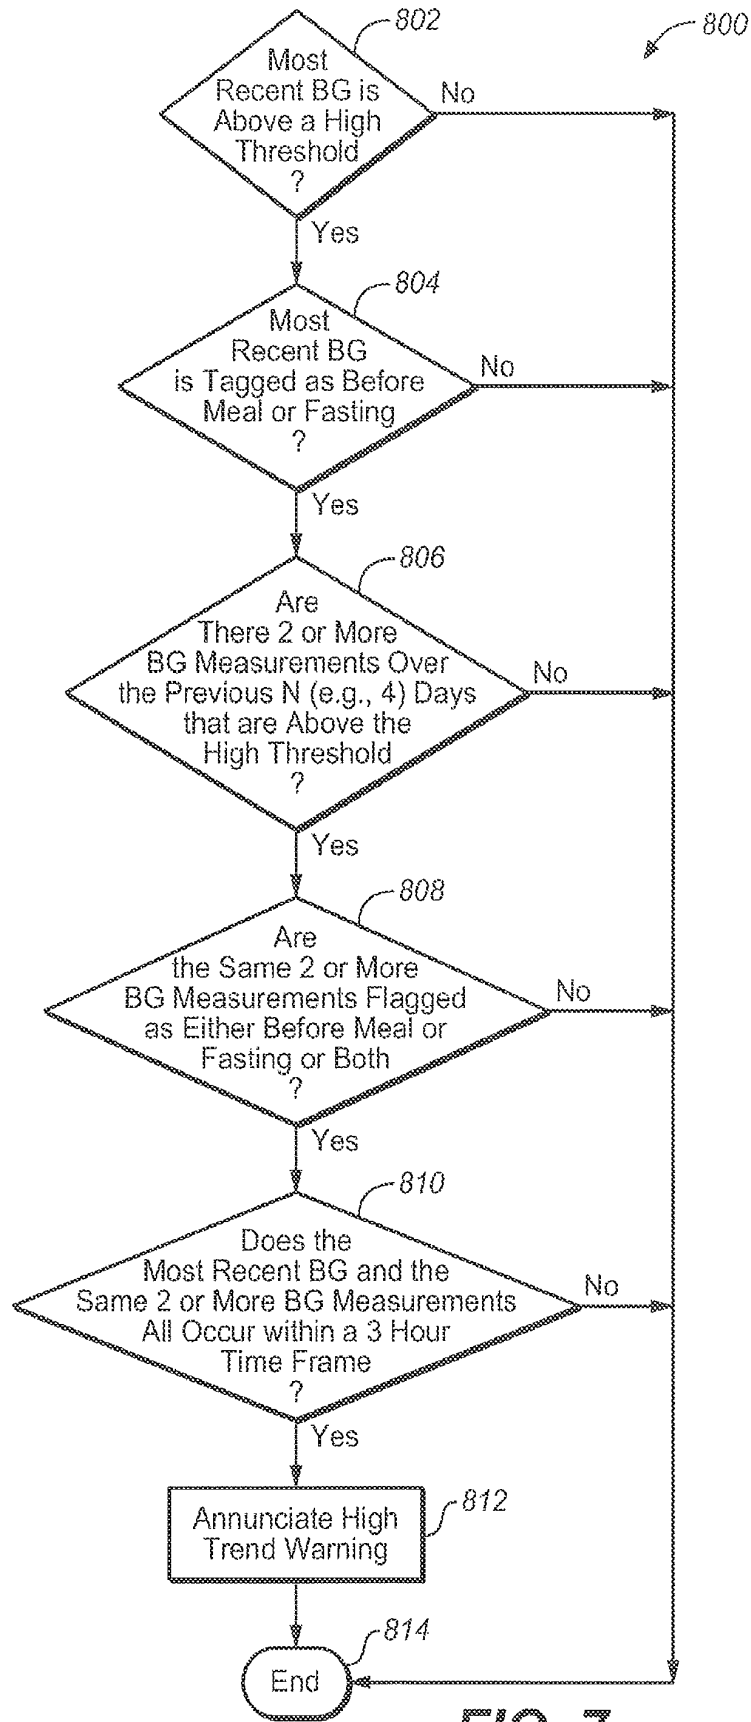 802
800
Most
Recent BG is
Above a High
Threshold
?
No
Yes
804
Most
Recent BG
is Tagged as Before
Meal or Fasting
?
No
Yes
806
Are
There 2 or More
BG Measurements Over
the Previous N (e.g., 4) Days
that are Above the
High Threshold
?
No
Yes
808
Are
the Same 2 or More
BG Measurements Flagged
as Either Before Meal or
Fasting or Both
?
No
Yes
810
Does the
Most Recent BG and the
Same 2 or More BG Measurements
All Occur within a 3 Hour
Time Frame
?
No
Yes
812
Annunciate High
Trend Warning
814
End